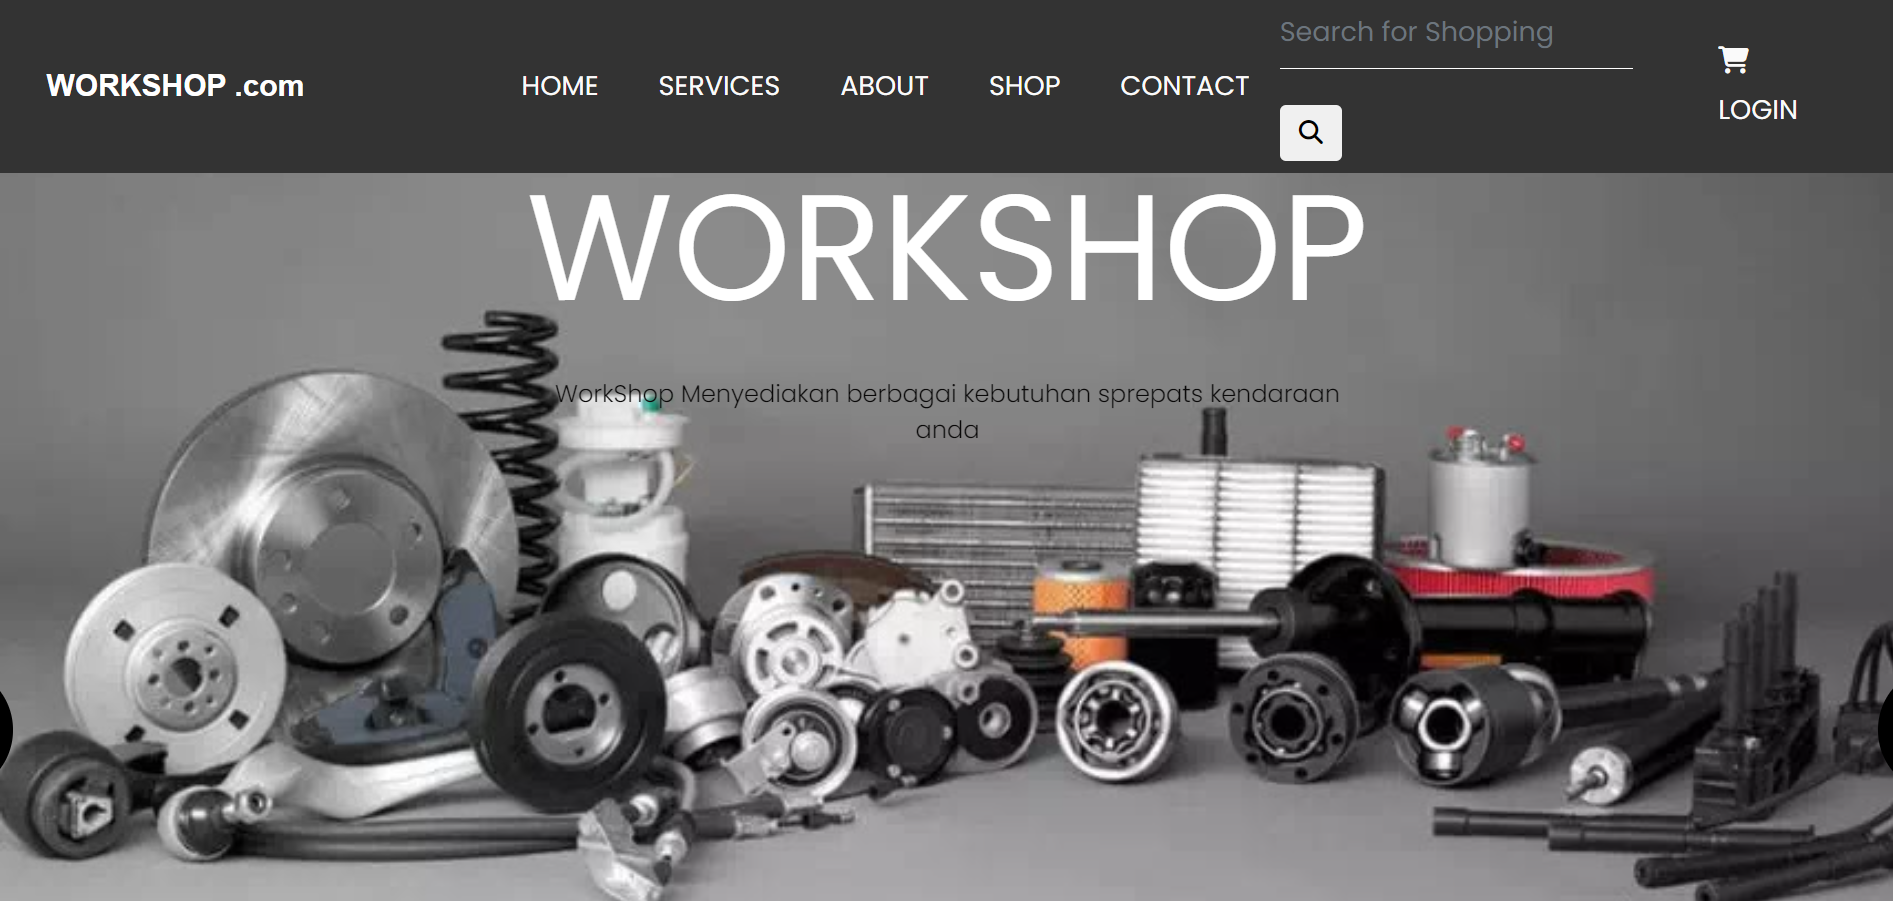 WORKSHOP .com
HOME SERVICES ABOUT SHOP CONTACT
Search for Shopping
LOGIN
WORKSHOP
WorkShop Menyediakan berbagai kebutuhan sprepats kendaraan
anda